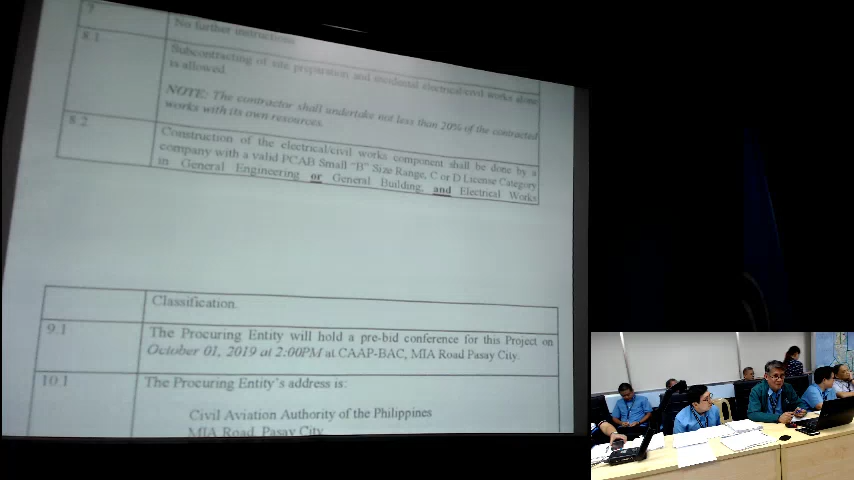 7
No further instructions.
8.1
Subcontracting of site preparation and incidental electrical/civil works alone
is allowed.
NOTE: The contractor shall undertake not less than 20% of the contracted
works with its own resources.
8.2
Construction of the electrical/civil works component shall be done by a
company with a valid PCAB Small "B" Size Range, C or D License Category
in General Engineering or General Building, and Electrical Works
Classification.
9.1
The Procuring Entity will hold a pre-bid conference for this Project on
October 01, 2019 at 2:00PM at CAAP-BAC, MIA Road Pasay City.
10.1
The Procuring Entity's address is:
Civil Aviation Authority of the Philippines
MIA Road, Pasay City